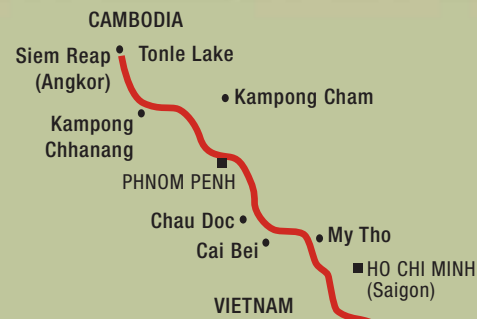 CAMBODIA
Siem Reap
(Angkor)
Tonle Lake
Kampong Cham
Kampong
Chhanang
PHNOM PENH
Chau Doc
Cai Bei
My Tho
HO CHI MINH
(Saigon)
VIETNAM